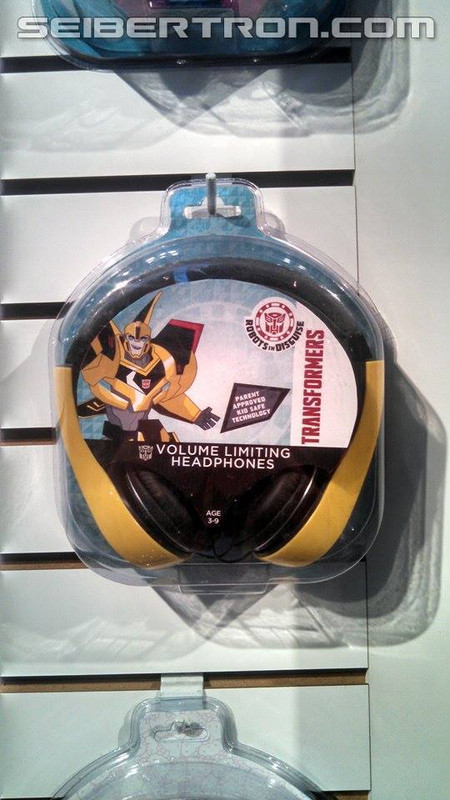 SEIBERTRON.COM
ROBOTS IN DISGUISE
TRANSFORMERS
PARENT
APPROVED
KID SAFE
TECHNOLOGY
VOLUME LIMITING
HEADPHONES
AGE
3-9